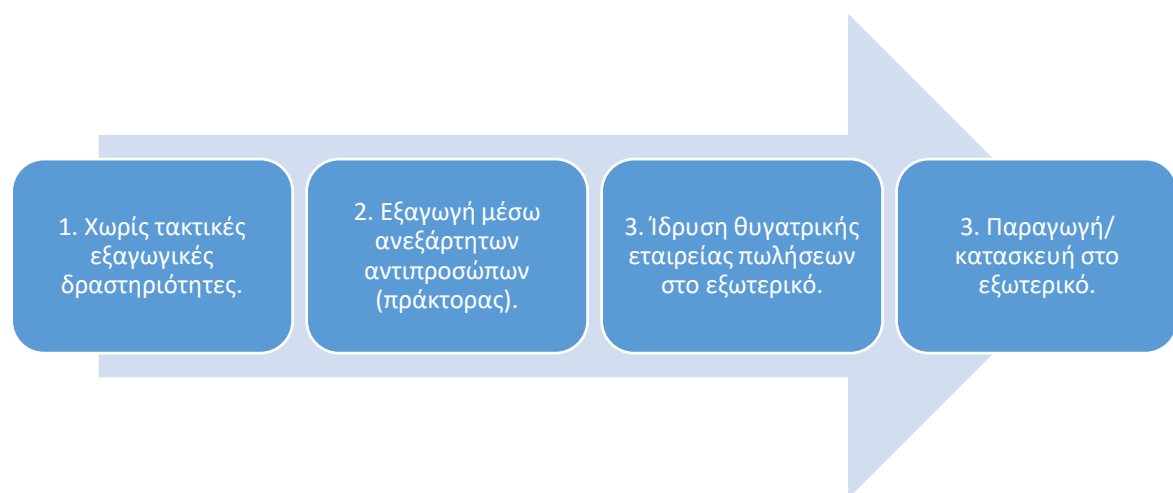 1. Χωρίς τακτικές
εξαγωγικές
δραστηριότητες.
2. Εξαγωγή μέσω
ανεξάρτητων
αντιπροσώπων
(πράκτορας).
3. Ίδρυση θυγατρικής
εταιρείας πωλήσεων
στο εξωτερικό.
3. Παραγωγή/
κατασκευή στο
εξωτερικό.